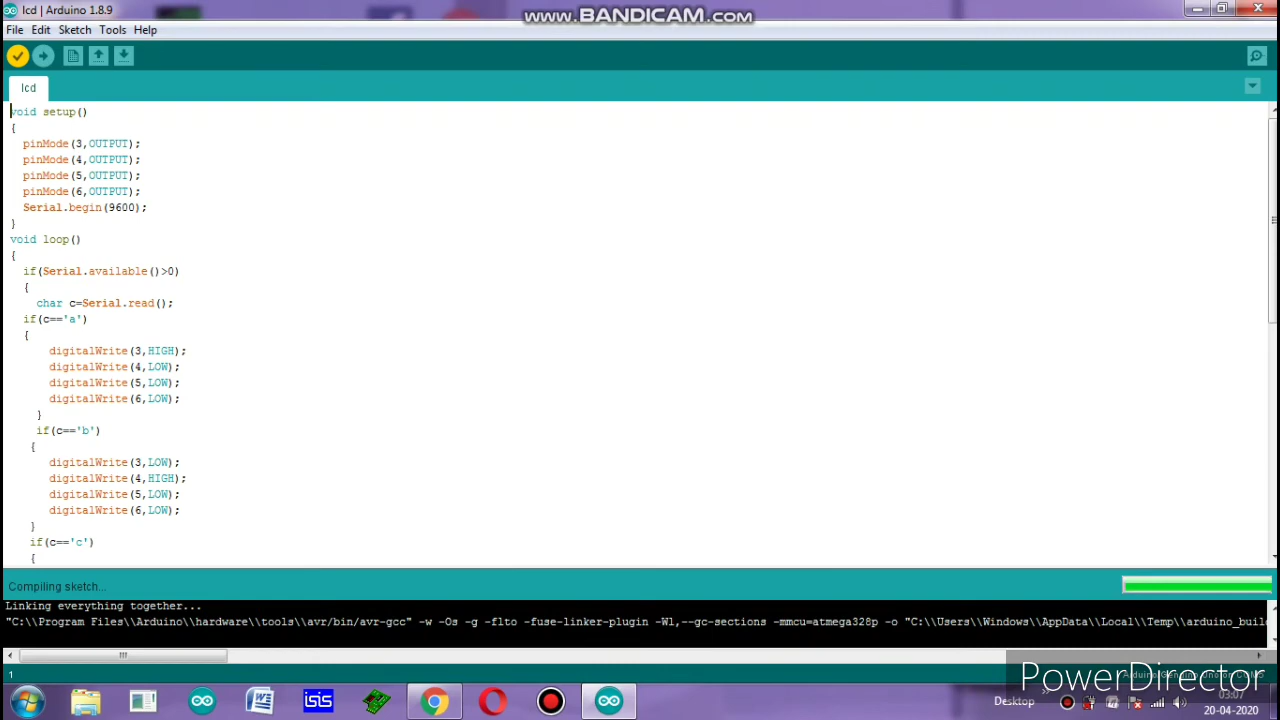 lcd | Arduino 1.8.9
www.BANDICAM.com
File Edit Sketch Tools Help
lcd
void setup()
{
pinMode(3,OUTPUT);
pinMode(4,OUTPUT);
pinMode(5,OUTPUT);
pinMode(6,OUTPUT);
Serial.begin(9600);
}
void loop()
{
if(Serial.available()>0)
{
char c=Serial.read();
if(c=='a')
{
digitalWrite(3,HIGH);
digitalWrite(4,LOW);
digitalWrite(5,LOW);
digitalWrite(6,LOW);
}
if(c=='b')
{
digitalWrite(3,LOW);
digitalWrite(4,HIGH);
digitalWrite(5,LOW);
digitalWrite(6,LOW);
}
if(c=='c')
{
Compiling sketch...
Linking everything together...
"C:\\Program Files\\Arduino\\hardware\\tools\\avr/bin/avr-gcc" -w -Os -g -flto -fuse-linker-plugin -Wl,--gc-sections -mmcu=atmega328p -o "C:\\Users\\Windows\\AppData\\Local\\Temp\\arduino_buil
1
PowerDirector
isis
Desktop
03:07
20-04-2020